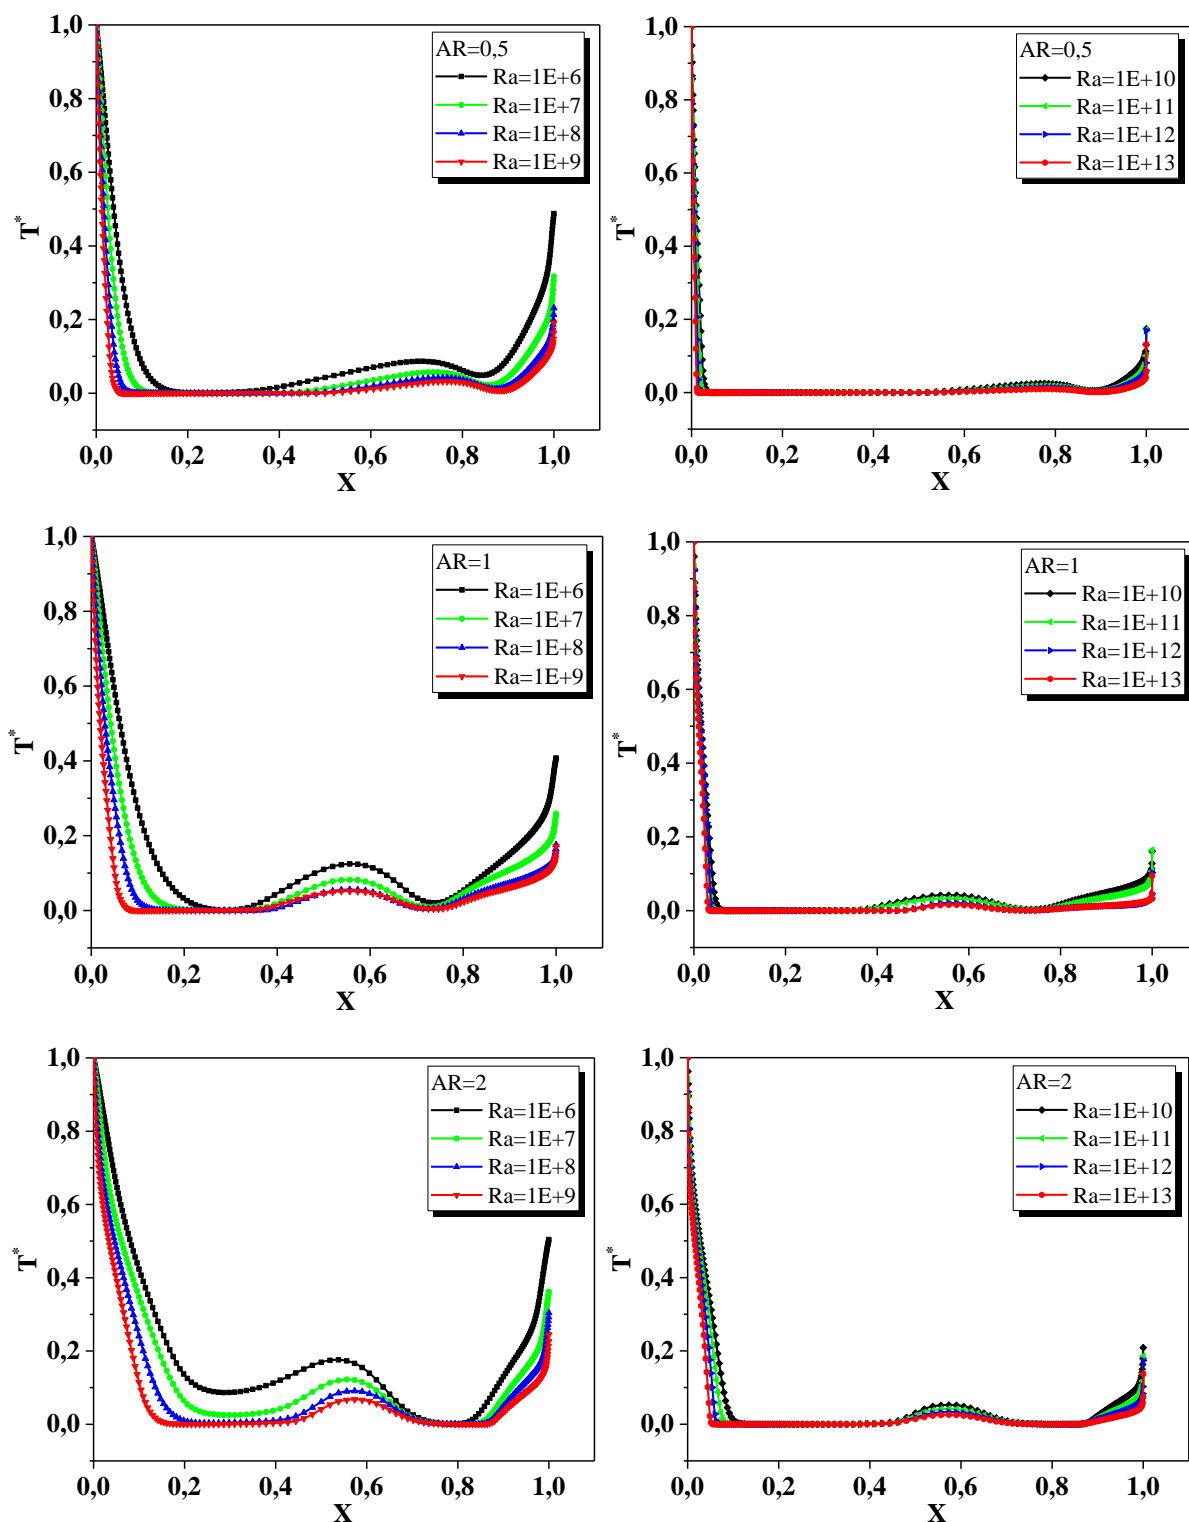 1,0
0,8
0,6
0,4
0,2
0,0
T*
0,0 0,2 0,4 0,6 0,8 1,0
X
AR=0,5
Ra=1E+6
Ra=1E+7
Ra=1E+8
Ra=1E+9
1,0
0,8
0,6
0,4
0,2
0,0
T*
0,0 0,2 0,4 0,6 0,8 1,0
X
AR=0,5
Ra=1E+10
Ra=1E+11
Ra=1E+12
Ra=1E+13
1,0
0,8
0,6
0,4
0,2
0,0
T*
0,0 0,2 0,4 0,6 0,8 1,0
X
AR=1
Ra=1E+6
Ra=1E+7
Ra=1E+8
Ra=1E+9
1,0
0,8
0,6
0,4
0,2
0,0
T*
0,0 0,2 0,4 0,6 0,8 1,0
X
AR=1
Ra=1E+10
Ra=1E+11
Ra=1E+12
Ra=1E+13
1,0
0,8
0,6
0,4
0,2
0,0
T*
0,0 0,2 0,4 0,6 0,8 1,0
X
AR=2
Ra=1E+6
Ra=1E+7
Ra=1E+8
Ra=1E+9
1,0
0,8
0,6
0,4
0,2
0,0
T*
0,0 0,2 0,4 0,6 0,8 1,0
X
AR=2
Ra=1E+10
Ra=1E+11
Ra=1E+12
Ra=1E+13